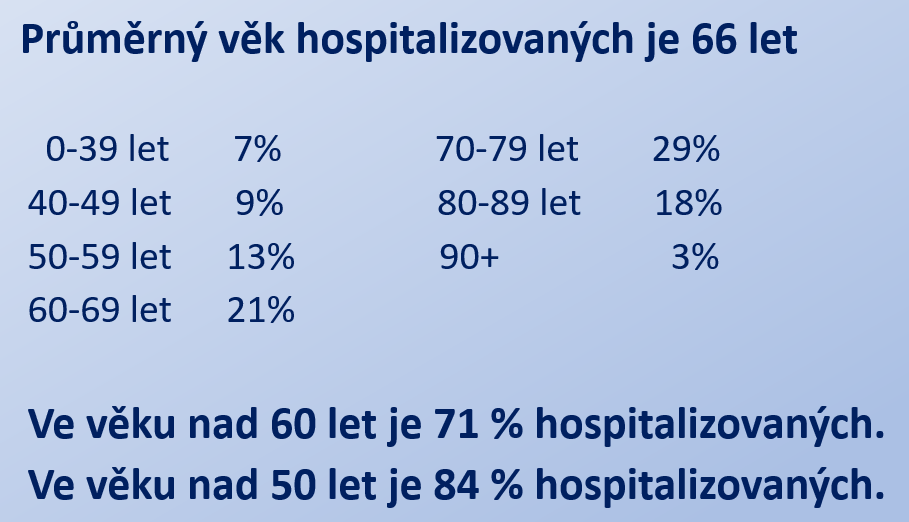 Průměrný věk hospitalizovaných je 66 let
0-39 let 7% 70-79 let 29%
40-49 let 9% 80-89 let 18%
50-59 let 13% 90+ 3%
60-69 let 21%
Ve věku nad 60 let je 71 % hospitalizovaných.
Ve věku nad 50 let je 84 % hospitalizovaných.